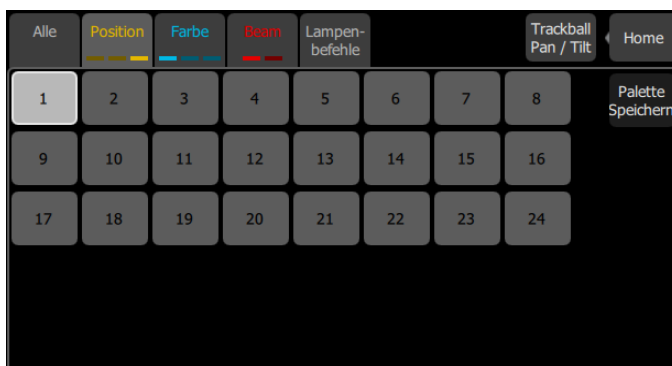 Alle Position Farbe Beam Lampen-
befehle
Trackball
Pan / Tilt
Home
1 2 3 4 5 6 7 8
Palette
Speichern
9 10 11 12 13 14 15 16
17 18 19 20 21 22 23 24